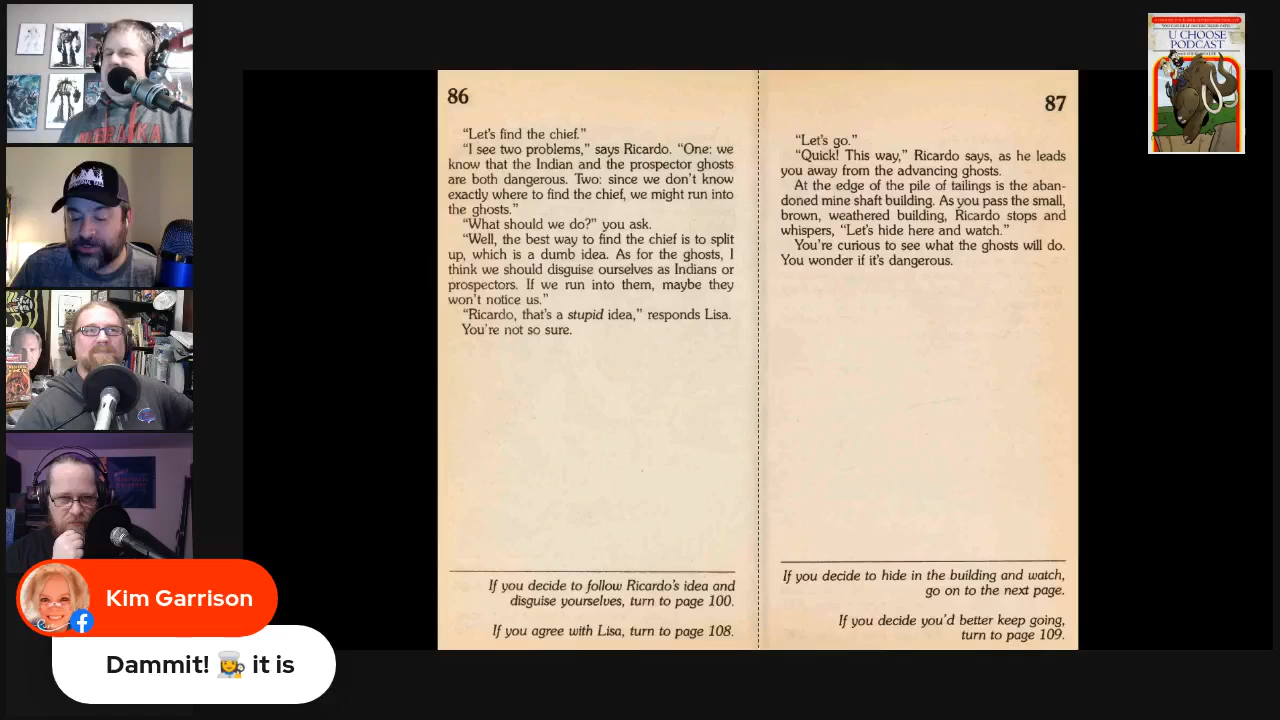 86
“Let’s find the chief.”
“I see two problems,” says Ricardo. “One: we
know that the Indian and the prospector ghosts
are both dangerous. Two: since we don’t know
exactly where to find the chief, we might run into
the ghosts.”
“What should we do?” you ask.
“Well, the best way to find the chief is to split
up, which is a dumb idea. As for the ghosts, I
think we should disguise ourselves as Indians or
prospectors. If we run into them, maybe they
won’t notice us.”
“Ricardo, that’s a stupid idea,” responds Lisa.
You’re not so sure.
If you decide to follow Ricardo’s idea and
disguise yourselves, turn to page 100.
If you agree with Lisa, turn to page 108.
87
“Let’s go.”
“Quick! This way,” Ricardo says, as he leads
you away from the advancing ghosts.
At the edge of the pile of tailings is the aban-
doned mine shaft building. As you pass the small,
brown, weathered building, Ricardo stops and
whispers, “Let’s hide here and watch.”
You’re curious to see what the ghosts will do.
You wonder if it’s dangerous.
If you decide to hide in the building and watch,
go on to the next page.
If you decide you’d better keep going,
turn to page 109.
U CHOOSE
PODCAST
Kim Garrison
Dammit! 👩‍🍳 it is